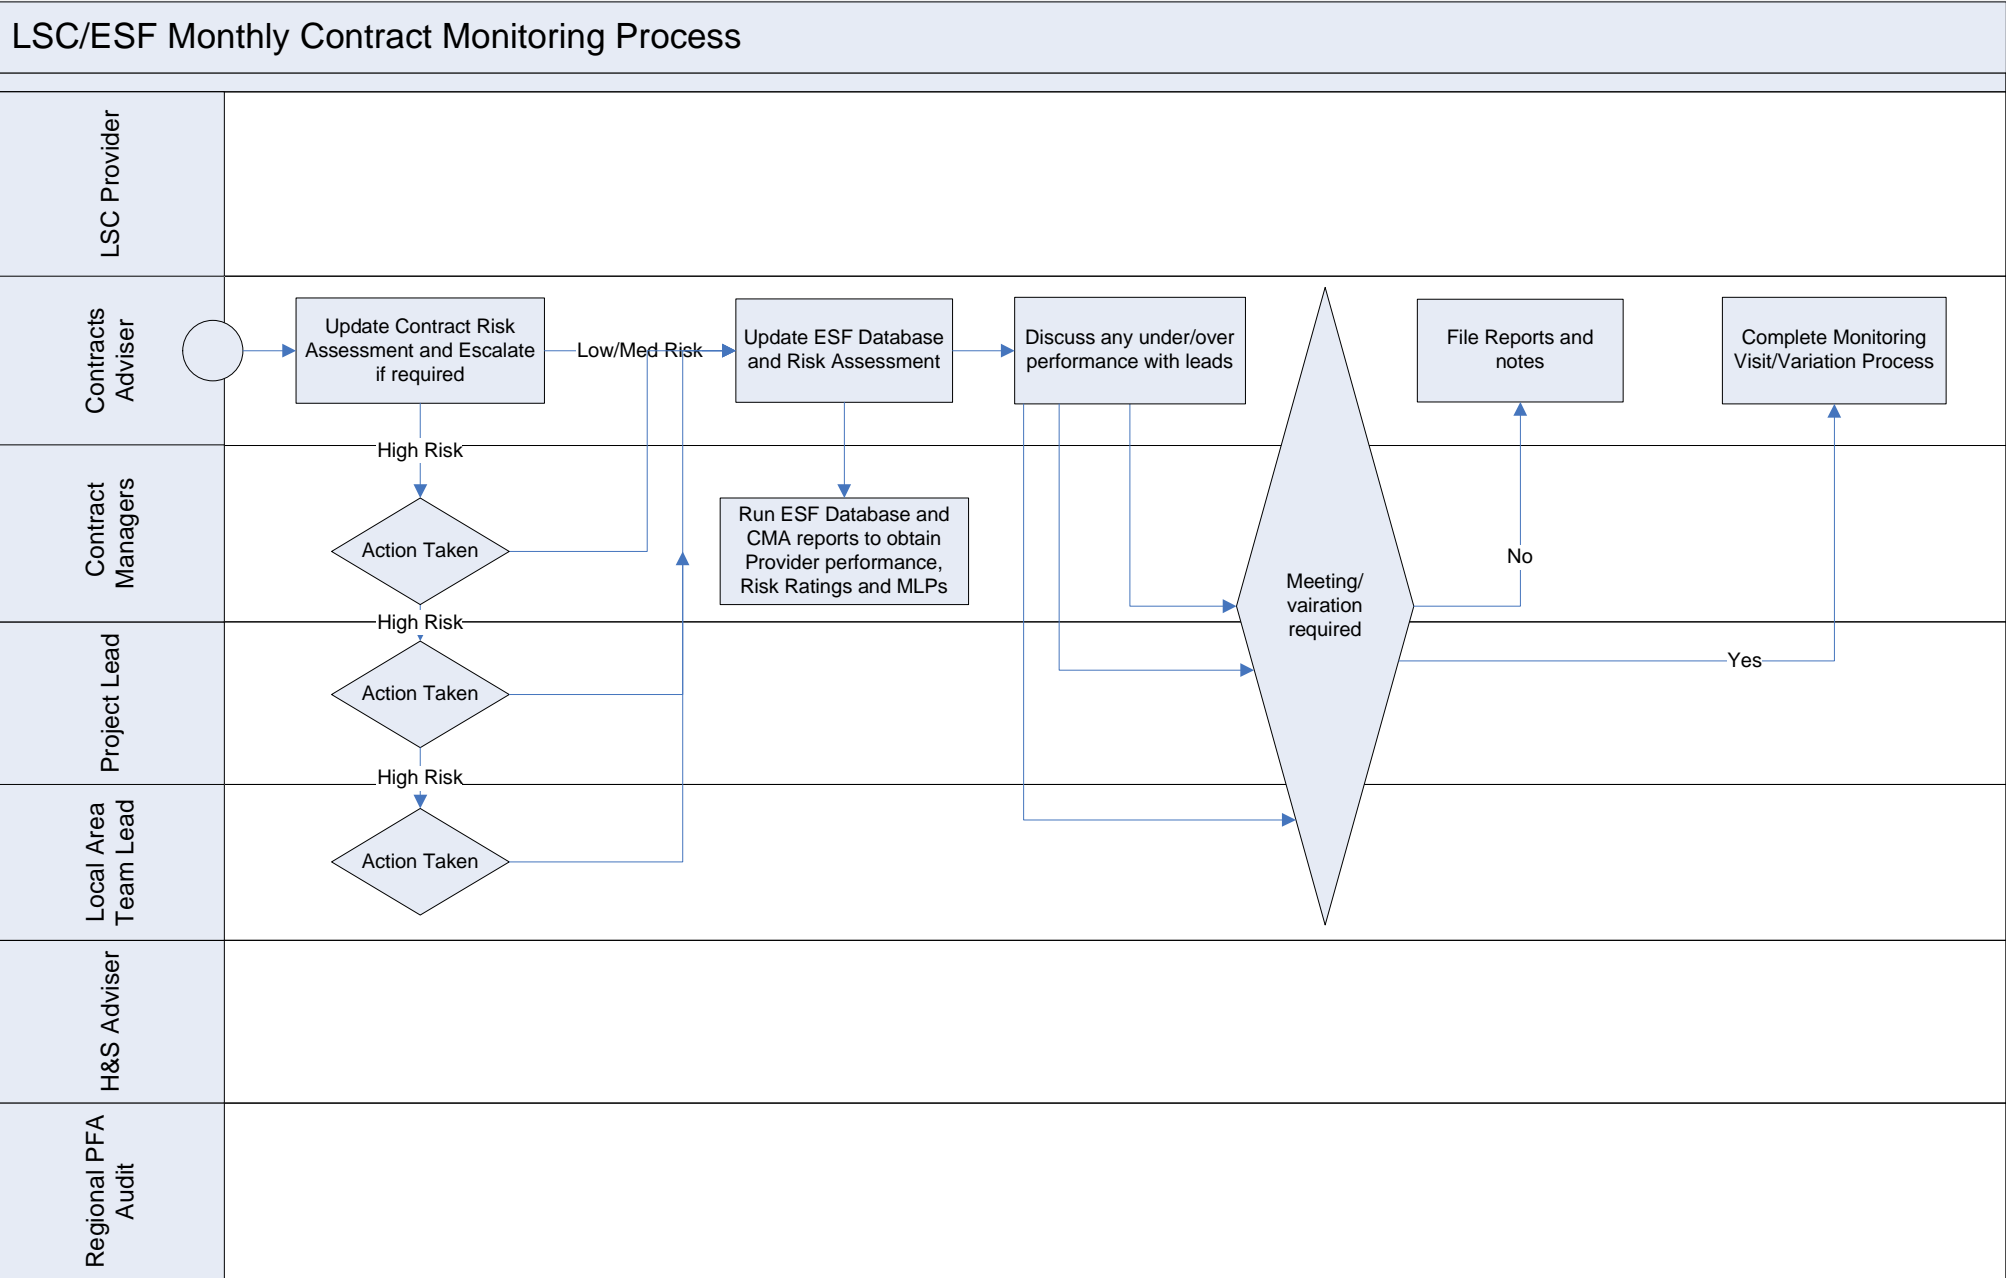 LSC/ESF Monthly Contract Monitoring Process
LSC Provider
Contracts
Adviser
Update Contract Risk
Assessment and Escalate
if required
Low/Med Risk
Update ESF Database
and Risk Assessment
Discuss any under/over
performance with leads
File Reports and
notes
Complete Monitoring
Visit/Variation Process
High Risk
Contract
Managers
Action Taken
Run ESF Database and
CMA reports to obtain
Provider performance,
Risk Ratings and MLPs
Meeting/
vairation
required
No
High Risk
Project Lead
Action Taken
Yes
High Risk
Local Area
Team Lead
Action Taken
H&S Adviser
Regional PFA
Audit